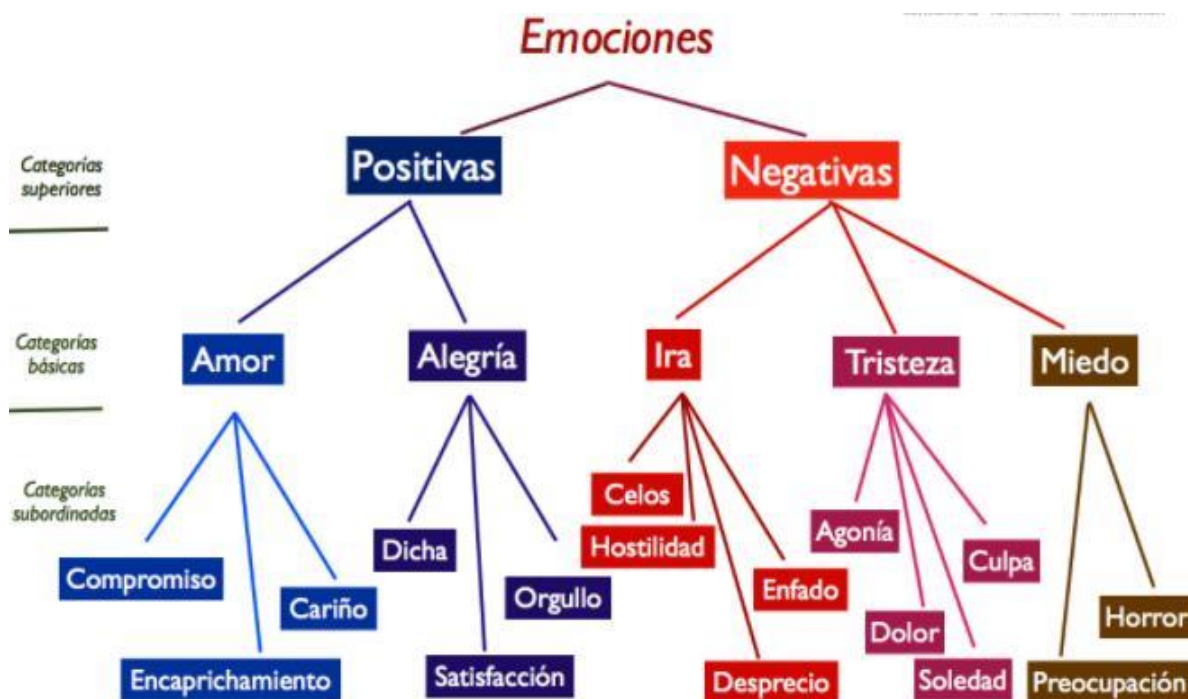 Emociones
Categorías
superiores
Positivas
Negativas
Categorías
básicas
Amor
Alegría
Ira
Tristeza
Miedo
Categorías
subordinadas
Celos
Hostilidad
Agonía
Dicha
Culpa
Compromiso
Cariño
Orgullo
Enfado
Horror
Dolor
Encaprichamiento
Satisfacción
Desprecio
Soledad
Preocupación